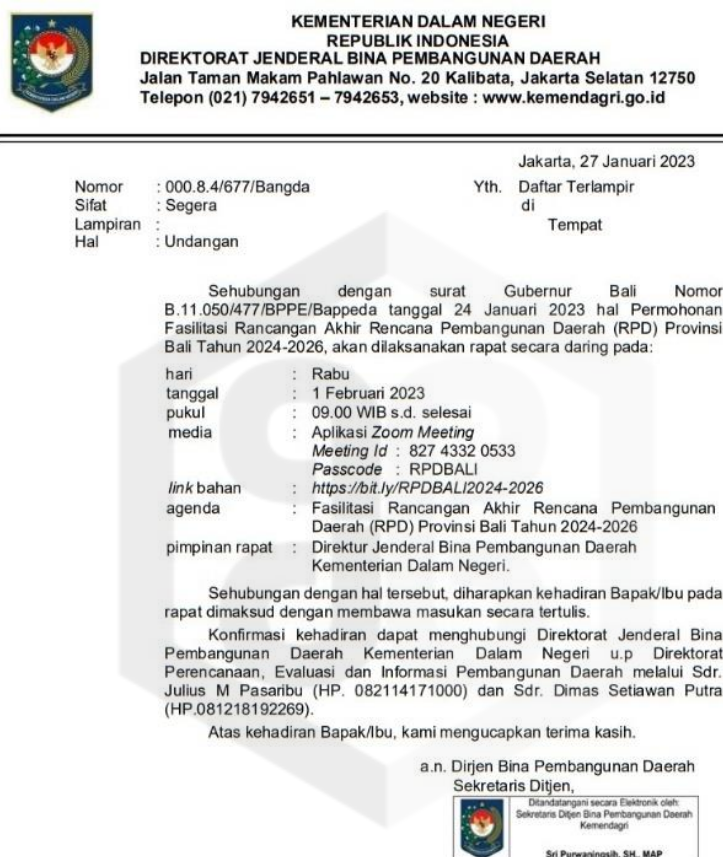 KEMENTERIAN DALAM NEGERI
REPUBLIK INDONESIA
DIREKTORAT JENDERAL BINA PEMBANGUNAN DAERAH
Jalan Taman Makam Pahlawan No. 20 Kalibata, Jakarta Selatan 12750
Telepon (021) 7942651 – 7942653, website : www.kemendagri.go.id
Jakarta, 27 Januari 2023
Nomor : 000.8.4/677/Bangda
Sifat : Segera
Lampiran :
Hal : Undangan
Yth. Daftar Terlampir
di
Tempat
Sehubungan dengan surat Gubernur Bali Nomor
B.11.050/477/BPPE/Bappeda tanggal 24 Januari 2023 hal Permohonan
Fasilitasi Rancangan Akhir Rencana Pembangunan Daerah (RPD) Provinsi
Bali Tahun 2024-2026, akan dilaksanakan rapat secara daring pada:
hari : Rabu
tanggal : 1 Februari 2023
pukul : 09.00 WIB s.d. selesai
media : Aplikasi Zoom Meeting
Meeting Id : 827 4332 0533
Passcode : RPDBALI
link bahan : https://bit.ly/RPDBALI2024-2026
agenda : Fasilitasi Rancangan Akhir Rencana Pembangunan
Daerah (RPD) Provinsi Bali Tahun 2024-2026
pimpinan rapat : Direktur Jenderal Bina Pembangunan Daerah
Kementerian Dalam Negeri.
Sehubungan dengan hal tersebut, diharapkan kehadiran Bapak/Ibu pada
rapat dimaksud dengan membawa masukan secara tertulis.
Konfirmasi kehadiran dapat menghubungi Direktorat Jenderal Bina
Pembangunan Daerah Kementerian Dalam Negeri u.p Direktorat
Perencanaan, Evaluasi dan Informasi Pembangunan Daerah melalui Sdr.
Julius M Pasaribu (HP. 082114171000) dan Sdr. Dimas Setiawan Putra
(HP.081218192269).
Atas kehadiran Bapak/Ibu, kami mengucapkan terima kasih.
a.n. Dirjen Bina Pembangunan Daerah
Sekretaris Ditjen,
Ditandatangani secara Elektronik oleh:
Sekretaris Ditjen Bina Pembangunan Daerah
Kemendagri
Sri Purwaningsih, SH., MAP